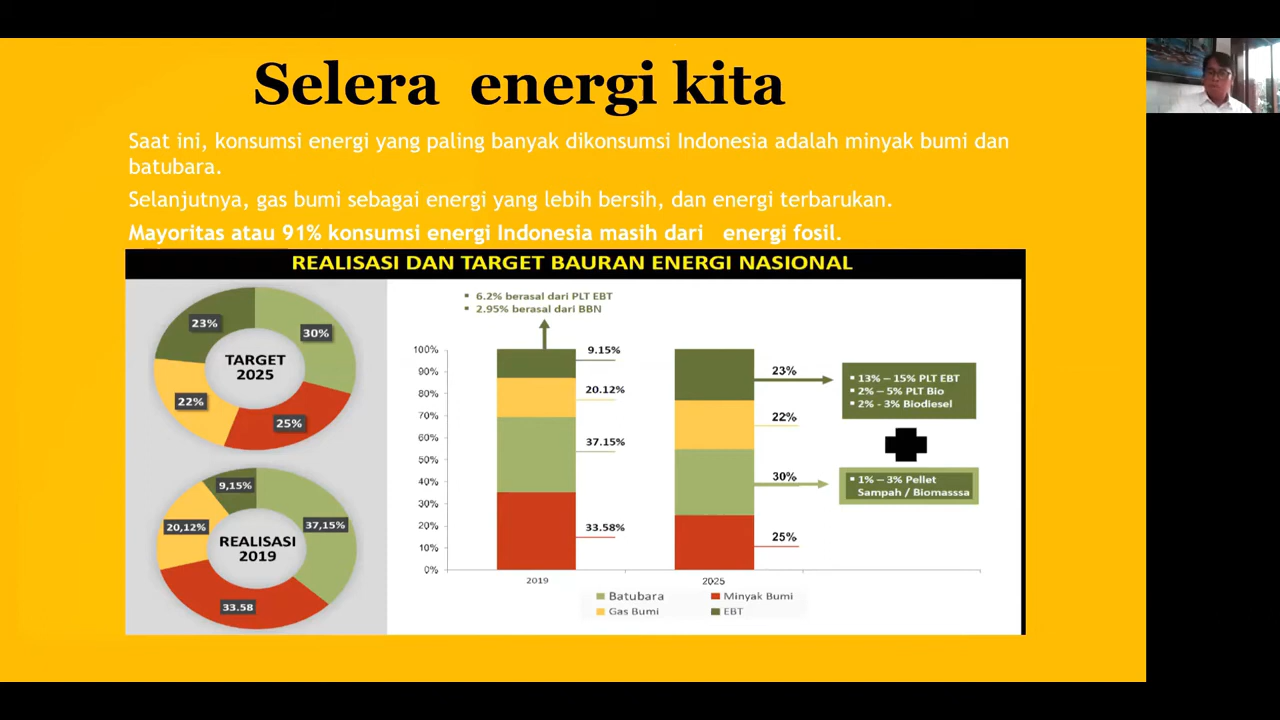 Selera energi kita
Saat ini, konsumsi energi yang paling banyak dikonsumsi Indonesia adalah minyak bumi dan
batubara.
Selanjutnya, gas bumi sebagai energi yang lebih bersih, dan energi terbarukan.
Mayoritas atau 91% konsumsi energi Indonesia masih dari energi fosil.
REALISASI DAN TARGET BAURAN ENERGI NASIONAL
23%
30%
TARGET
2025
22%
25%
9,15%
20,12%
37,15%
REALISASI
2019
33.58
▪ 6.2% berasal dari PLT EBT
▪ 2.95% berasal dari BBN
100%
90%
80%
70%
60%
50%
40%
30%
20%
10%
0%
9.15%
20.12%
37.15%
33.58%
23%
22%
30%
25%
2019
2025
▪ 13% – 15% PLT EBT
▪ 2% – 5% PLT Bio
▪ 2% - 3% Biodiesel
▪ 1% – 3% Pellet
Sampah / Biomasssa
Batubara
Minyak Bumi
Gas Bumi
EBT